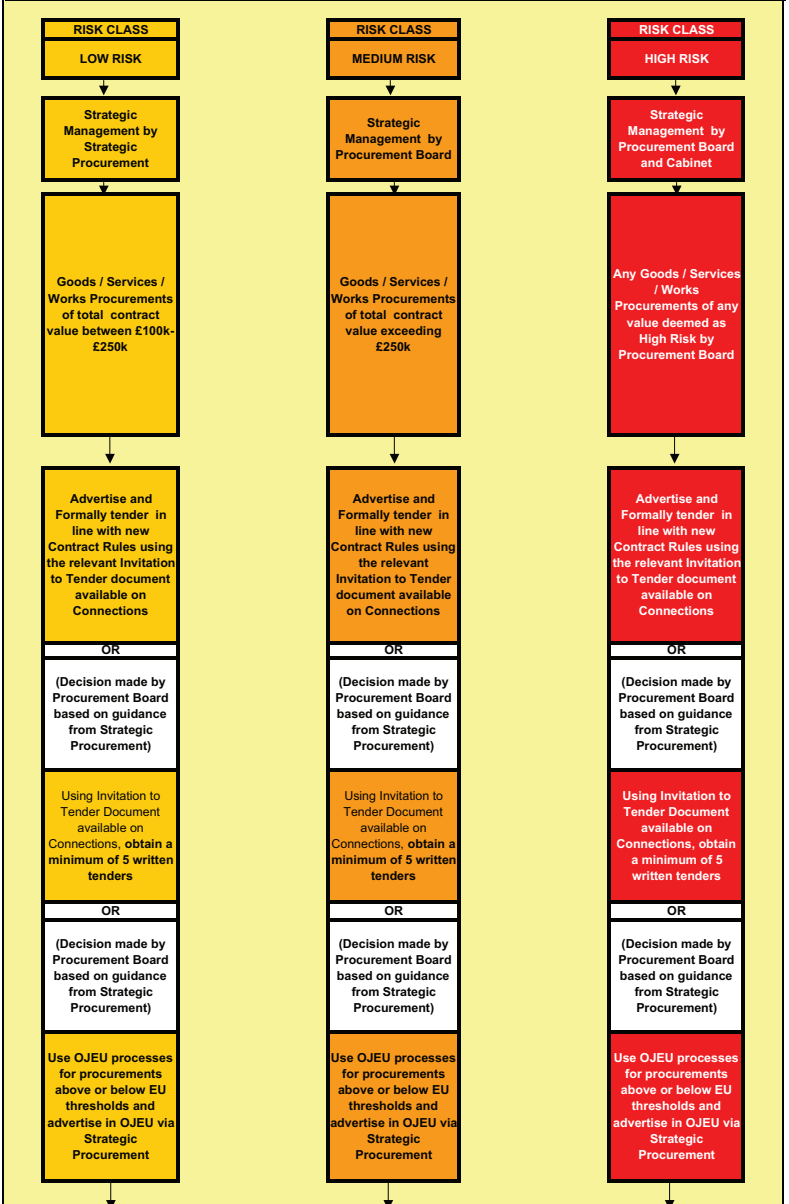 RISK CLASS
LOW RISK
Strategic
Management by
Strategic
Procurement
Goods / Services /
Works Procurements
of total contract
value between £100k-
£250k
Advertise and
Formally tender in
line with new
Contract Rules using
the relevant Invitation
to Tender document
available on
Connections
OR
(Decision made by
Procurement Board
based on guidance
from Strategic
Procurement)
Using Invitation to
Tender Document
available on
Connections, obtain a
minimum of 5 written
tenders
OR
(Decision made by
Procurement Board
based on guidance
from Strategic
Procurement)
Use OJEU processes
for procurements
above or below EU
thresholds and
advertise in OJEU via
Strategic
Procurement
RISK CLASS
MEDIUM RISK
Strategic
Management by
Procurement Board
Goods / Services /
Works Procurements
of total contract
value exceeding
£250k
Advertise and
Formally tender in
line with new
Contract Rules using
the relevant
Invitation to Tender
document available
on Connections
OR
(Decision made by
Procurement Board
based on guidance
from Strategic
Procurement)
Using Invitation to
Tender Document
available on
Connections, obtain a
minimum of 5 written
tenders
OR
(Decision made by
Procurement Board
based on guidance
from Strategic
Procurement)
Use OJEU processes
for procurements
above or below EU
thresholds and
advertise in OJEU via
Strategic
Procurement
RISK CLASS
HIGH RISK
Strategic
Management by
Procurement Board
and Cabinet
Any Goods / Services
/ Works
Procurements of any
value deemed as
High Risk by
Procurement Board
Advertise and
Formally tender in
line with new
Contract Rules using
the relevant Invitation
to Tender document
available on
Connections
OR
(Decision made by
Procurement Board
based on guidance
from Strategic
Procurement)
Using Invitation to
Tender Document
available on
Connections, obtain
a minimum of 5
written tenders
OR
(Decision made by
Procurement Board
based on guidance
from Strategic
Procurement)
Use OJEU processes
for procurements
above or below EU
thresholds and
advertise in OJEU via
Strategic
Procurement